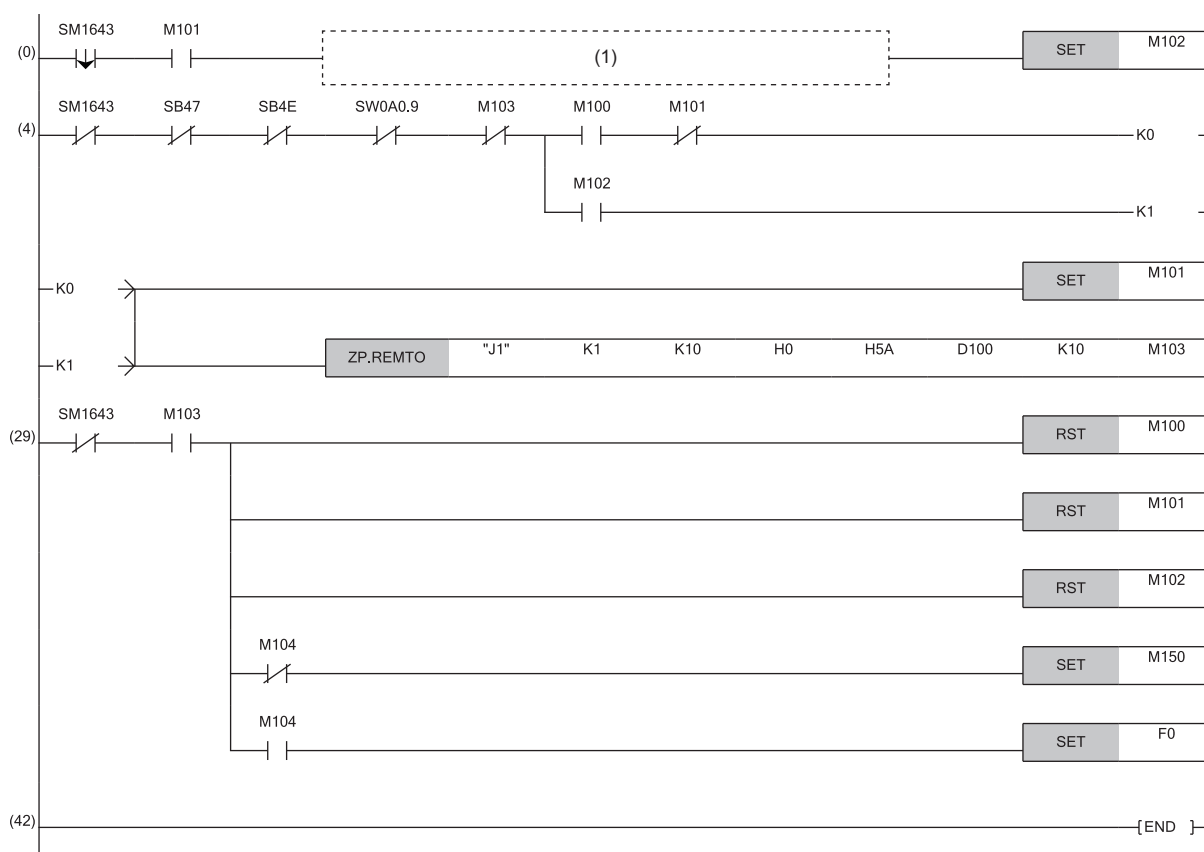 SM1643 M101
(0) (1) SET M102
SM1643 SB47 SB4E SW0A0.9 M103 M100 M101
(4) K0
M102
K1
K0 SET M101
K1 ZP.REMTO "J1" K1 K10 H0 H5A D100 K10 M103
SM1643 M103
(29) RST M100
RST M101
RST M102
M104
SET M150
M104
SET F0
(42) [END ]